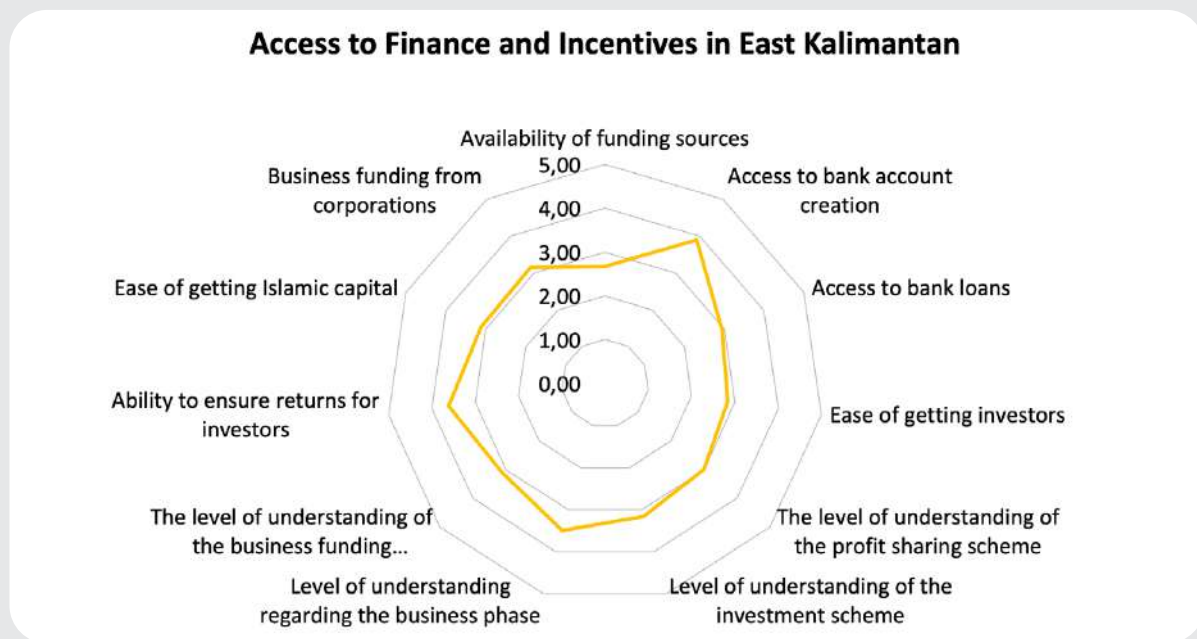 Access to Finance and Incentives in East Kalimantan
Availability of funding sources
5,00
4,00
3,00
2,00
1,00
0,00
Access to bank account
creation
Access to bank loans
Ease of getting investors
The level of understanding of
the profit sharing scheme
Level of understanding of the
investment scheme
Level of understanding
regarding the business phase
The level of understanding of
the business funding...
Ability to ensure returns for
investors
Ease of getting Islamic capital
Business funding from
corporations